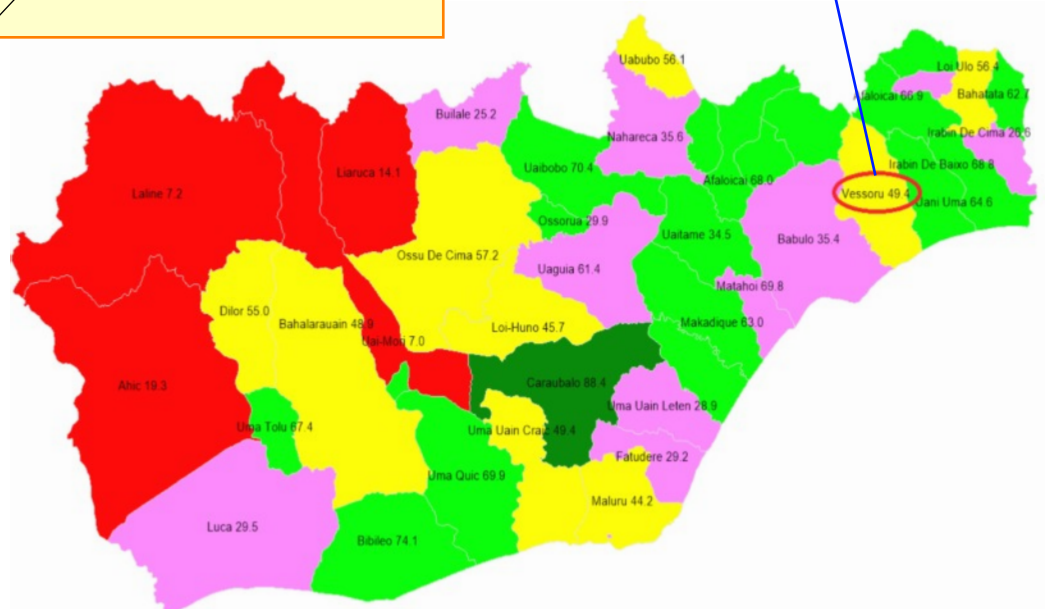 Uabubo 56.1
Loi Ulo 56.4
Afaloicai 66.9
Bahatata 62.7
Builale 25.2
Nahareca 35.6
Irabin De Cima 26.6
Liaruca 14.1
Uaibobo 70.4
Irabin De Baixo 68.8
Laline 7.2
Afaloicai 68.0
Vessoru 49.4
Dani Uma 64.6
Ossorua 29.9
Uaitame 34.5
Babulo 35.4
Ossu De Cima 57.2
Uaguia 61.4
Matahoi 69.8
Dilor 55.0
Bahalarauain 48.9
Loi-Huno 45.7
Makadique 63.0
Uai-Mori 7.0
Ahic 19.3
Caraubalo 88.4
Uma Uain Leten 28.9
Uma Tolu 67.4
49.4
Uma Uain
Fatudere 29.2
Uma Quic 69.9
Maluru 44.2
Luca 29.5
Bibileo 74.1